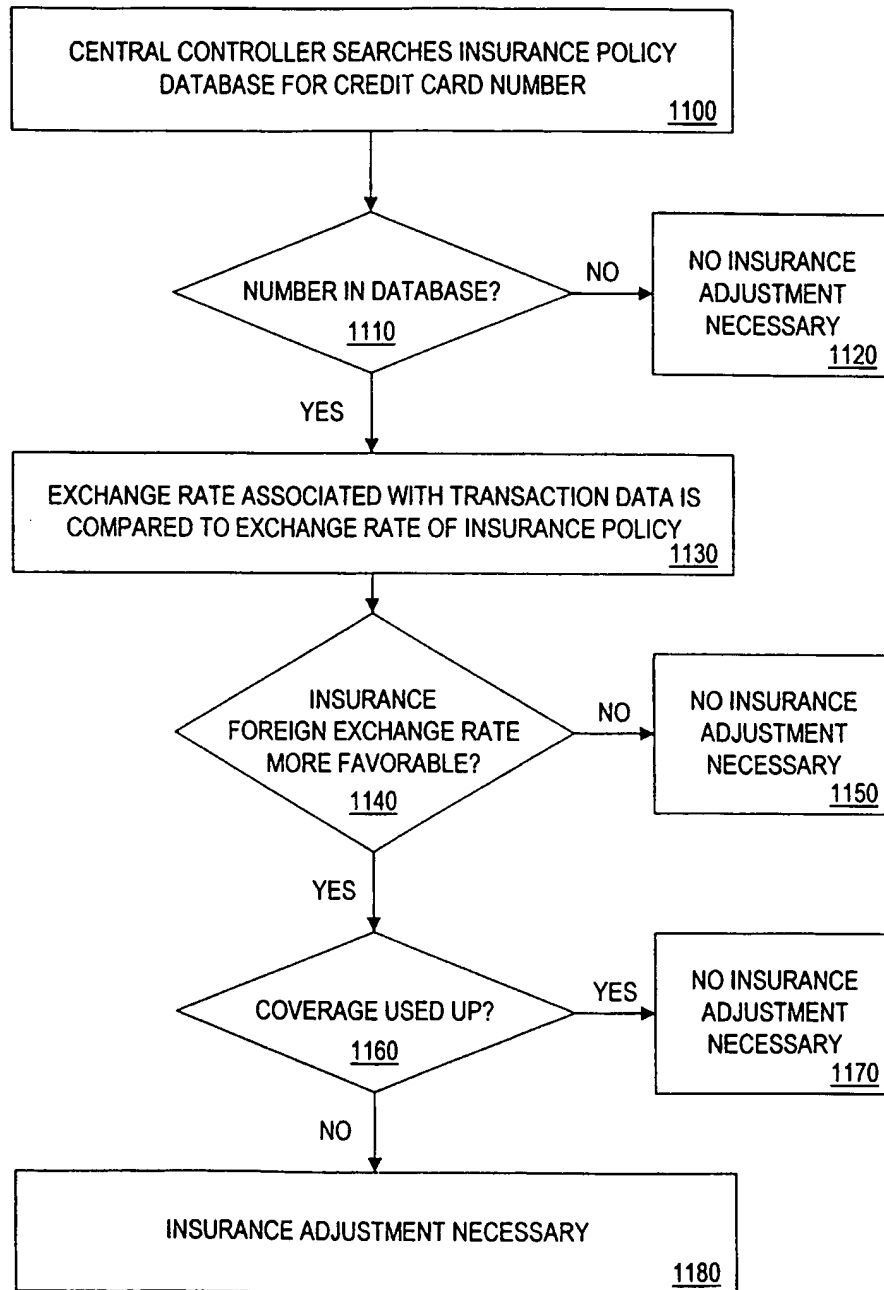 CENTRAL CONTROLLER SEARCHES INSURANCE POLICY
DATABASE FOR CREDIT CARD NUMBER
1100
NUMBER IN DATABASE?
1110
NO
NO INSURANCE
ADJUSTMENT
NECESSARY
1120
YES
EXCHANGE RATE ASSOCIATED WITH TRANSACTION DATA IS
COMPARED TO EXCHANGE RATE OF INSURANCE POLICY
1130
INSURANCE
FOREIGN EXCHANGE RATE
MORE FAVORABLE?
1140
NO
NO INSURANCE
ADJUSTMENT
NECESSARY
1150
YES
COVERAGE USED UP?
1160
YES
NO INSURANCE
ADJUSTMENT
NECESSARY
1170
NO
INSURANCE ADJUSTMENT NECESSARY
1180